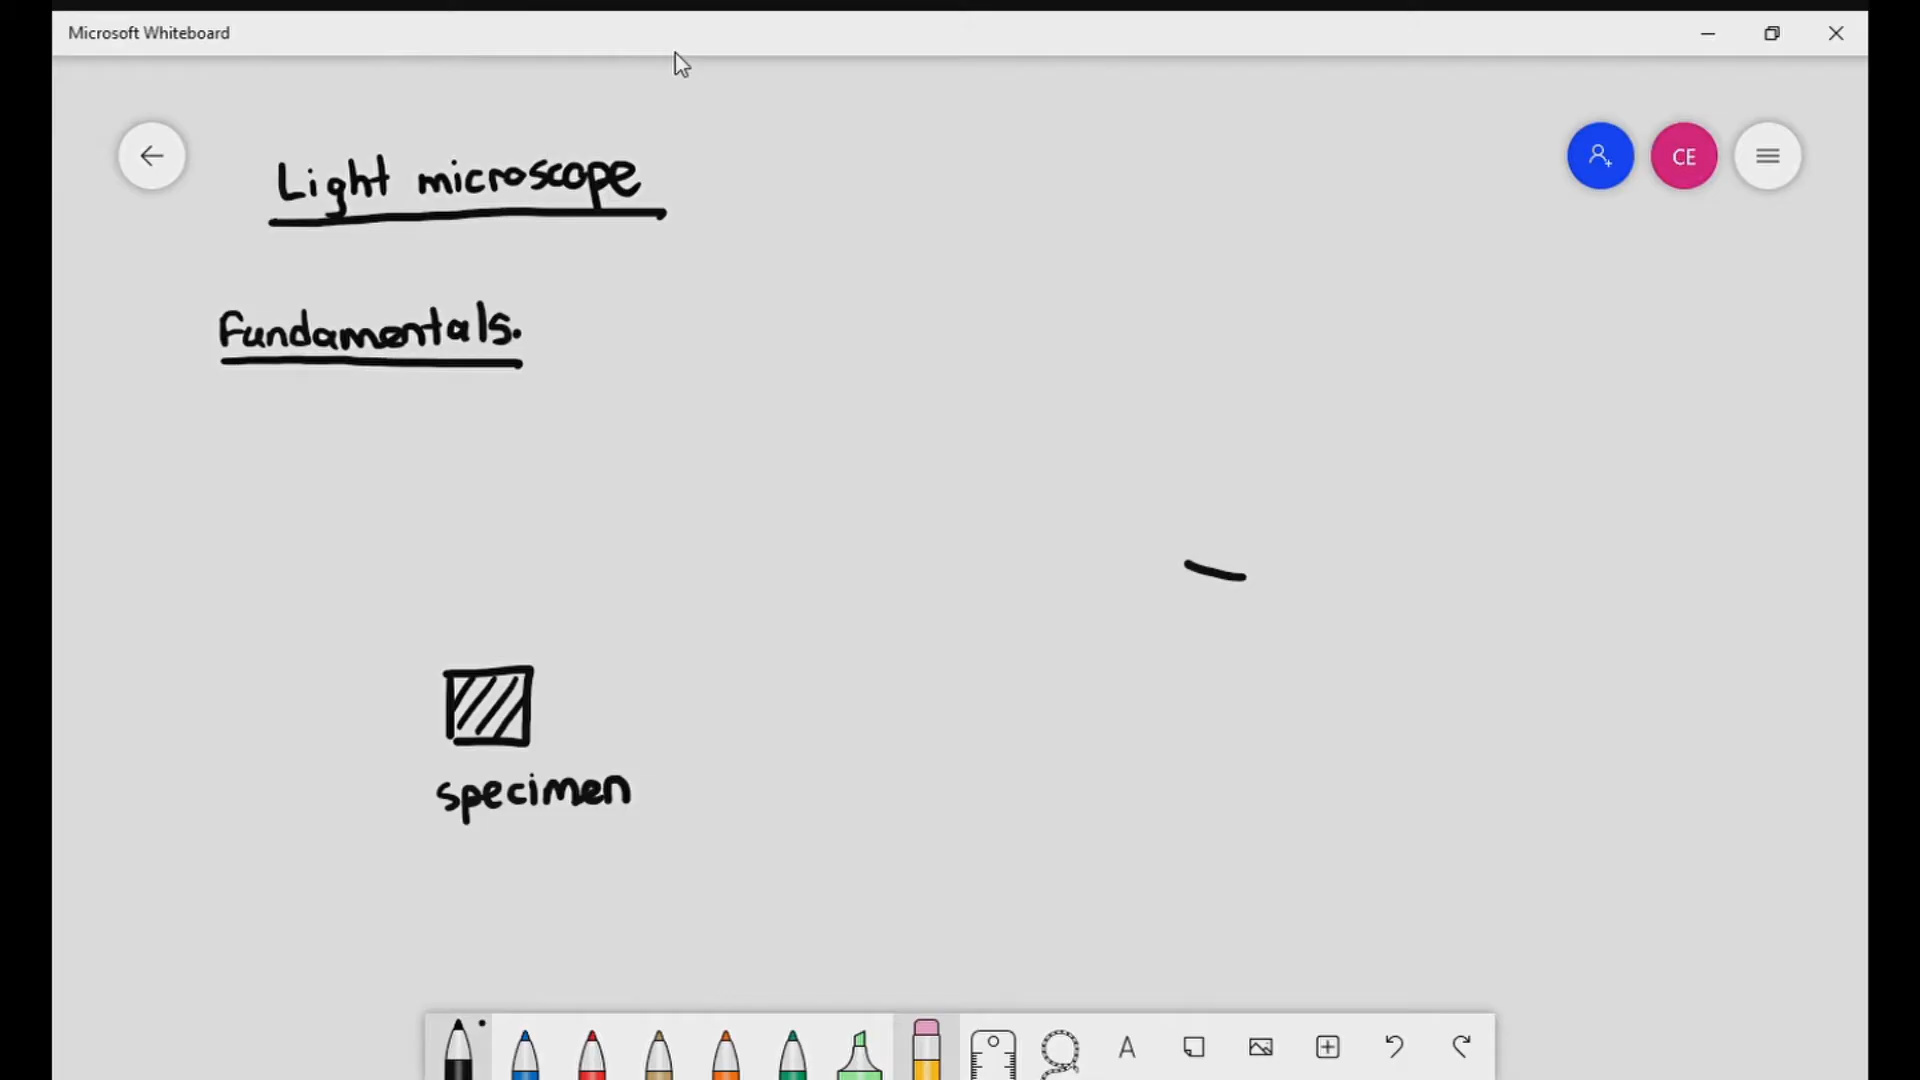 Microsoft Whiteboard
CE
Light microscope
Fundamentals.
specimen
A